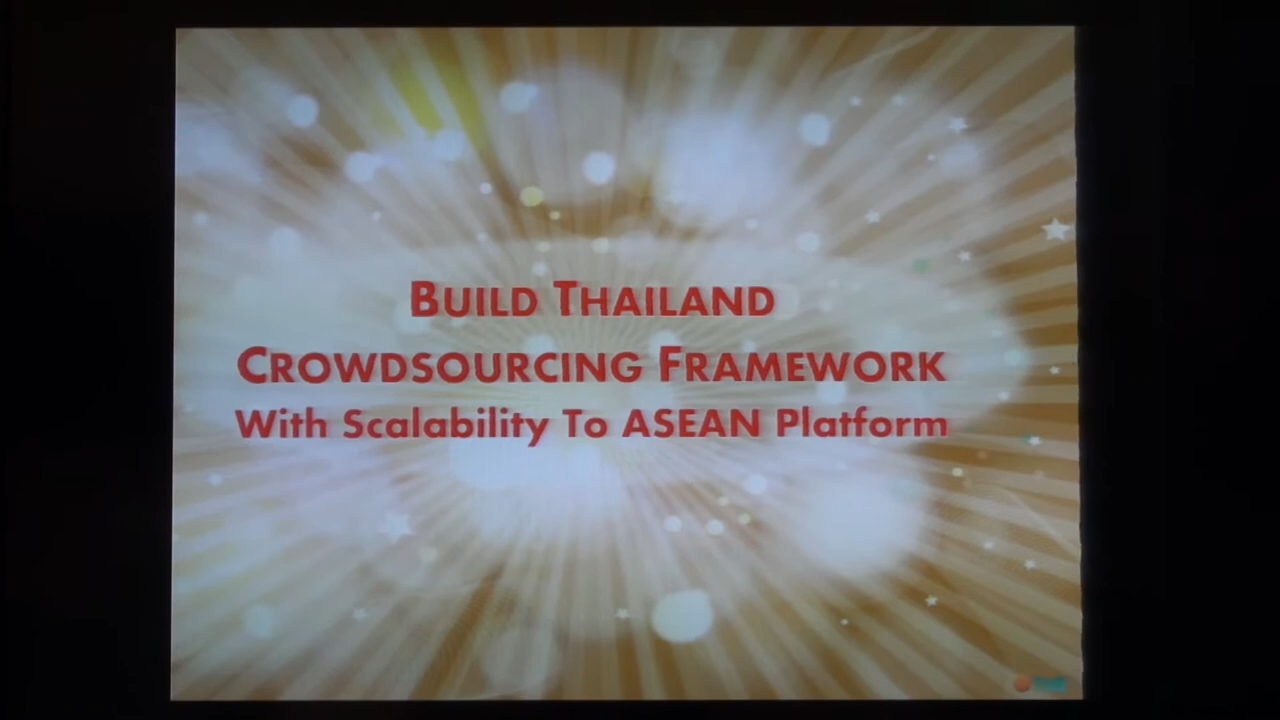 BUILD THAILAND
CROWDSOURCING FRAMEWORK
With Scalability To ASEAN Platform